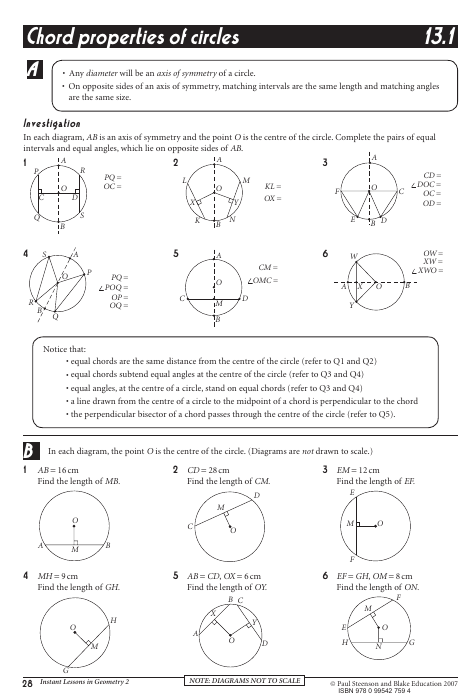 Chord properties of circles 13.1
A
• Any diameter will be an axis of symmetry of a circle.
• On opposite sides of an axis of symmetry, matching intervals are the same length and matching angles
are the same size.
Investigation
In each diagram, AB is an axis of symmetry and the point O is the centre of the circle. Complete the pairs of equal
intervals and equal angles, which lie on opposite sides of AB.
1
A
P
R
C
O
D
Q
S
B
PQ =
OC =
2
A
L
M
O
X
Y
K
B
N
KL =
OX =
3
A
F
O
C
E
B
D
CD =
∠DOC =
OC =
OD =
4
S
A
O
P
R
B
Q
PQ =
∠POQ =
OP =
OQ =
5
A
O
C
M
D
B
CM =
∠OMC =
6
W
A
X
O
B
Y
OW =
XW =
∠XWO =
Notice that:
• equal chords are the same distance from the centre of the circle (refer to Q1 and Q2)
• equal chords subtend equal angles at the centre of the circle (refer to Q3 and Q4)
• equal angles, at the centre of a circle, stand on equal chords (refer to Q3 and Q4)
• a line drawn from the centre of a circle to the midpoint of a chord is perpendicular to the chord
• the perpendicular bisector of a chord passes through the centre of the circle (refer to Q5).
B In each diagram, the point O is the centre of the circle. (Diagrams are not drawn to scale.)
1 AB = 16 cm
Find the length of MB.
O
A
M
B
2 CD = 28 cm
Find the length of CM.
D
M
C
O
3 EM = 12 cm
Find the length of EF.
E
M
O
F
4 MH = 9 cm
Find the length of GH.
H
O
M
G
5 AB = CD, OX = 6 cm
Find the length of OY.
B C
X
Y
A
O
D
6 EF = GH, OM = 8 cm
Find the length of ON.
F
M
E
O
H
N
G
28 Instant Lessons in Geometry 2
NOTE: DIAGRAMS NOT TO SCALE
© Paul Steenson and Blake Education 2007
ISBN 978 0 99542 759 4